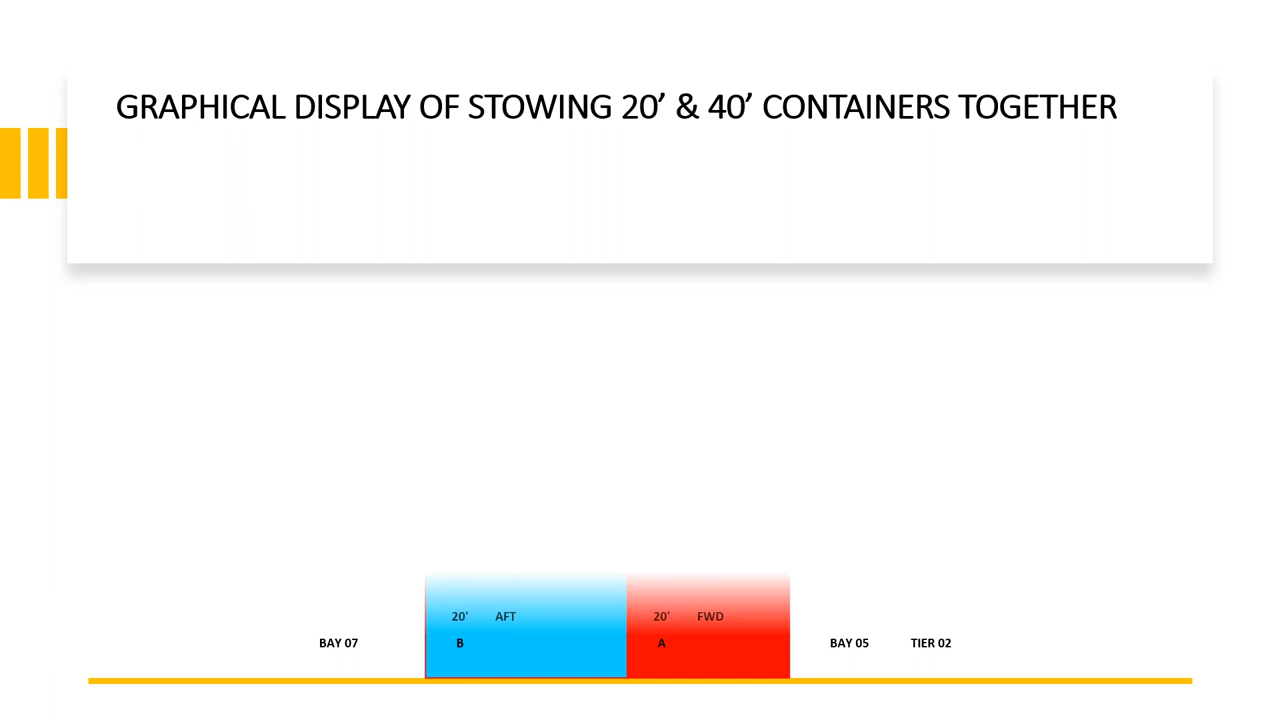 GRAPHICAL DISPLAY OF STOWING 20’ & 40’ CONTAINERS TOGETHER
20' AFT 20' FWD
BAY 07 B A BAY 05 TIER 02